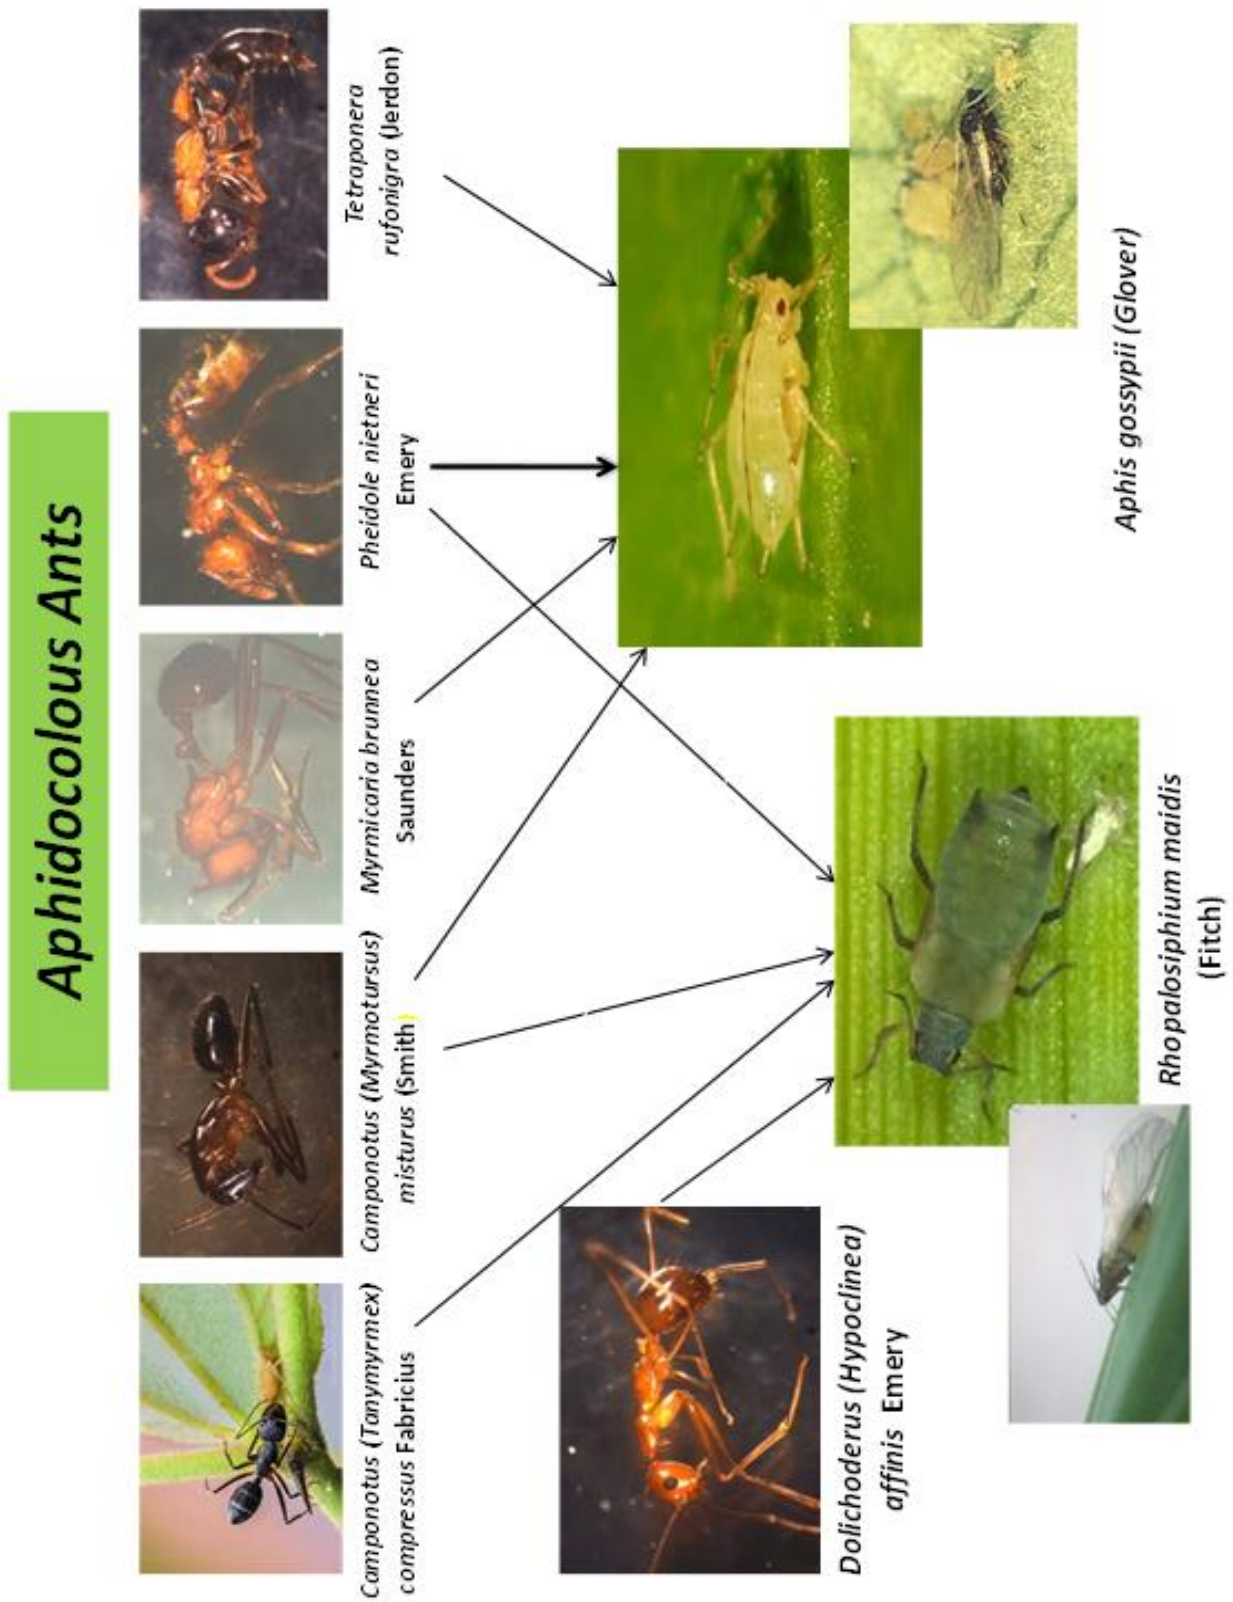 Aphidocolous Ants
Camponotus (Tanymyrmex)
compressus Fabricius
Camponotus (Myrmotursus)
misturus (Smith)
Myrmicaria brunnea
Saunders
Pheidole nietneri
Emery
Tetraponera
rufonigra (Jerdon)
Dolichoderus (Hypoclinea)
affinis Emery
Rhopalosiphium maidis
(Fitch)
Aphis gossypii (Glover)